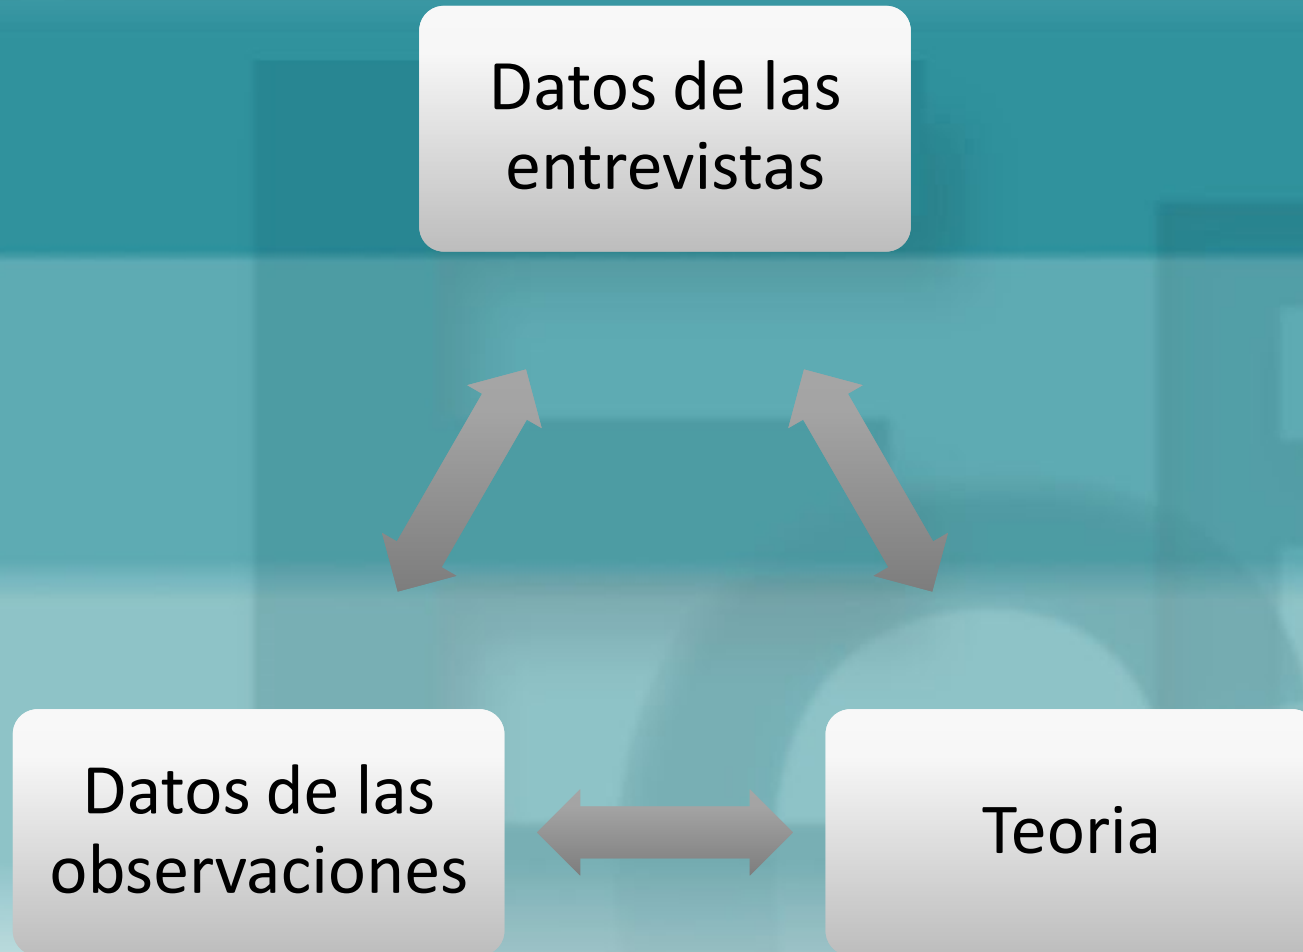 Datos de las
entrevistas
Datos de las
observaciones
Teoria